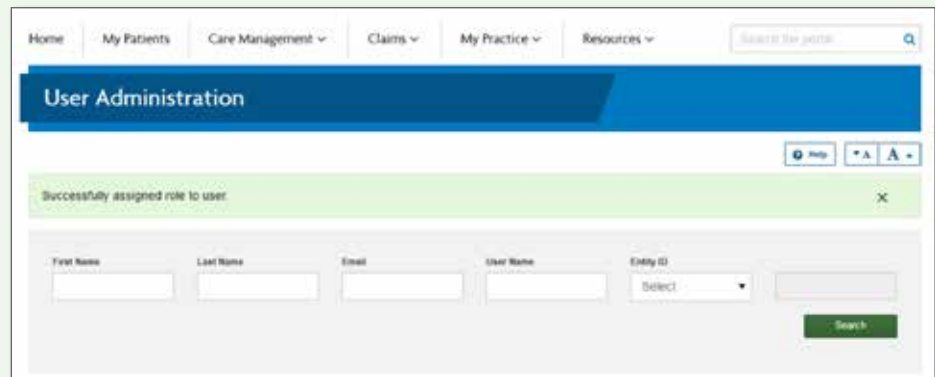 Home My Patients Care Management Claims My Practice Resources Search the portal
User Administration
Help A A
Successfully assigned role to user.
First Name Last Name Email User Name Entity ID
Select
Search